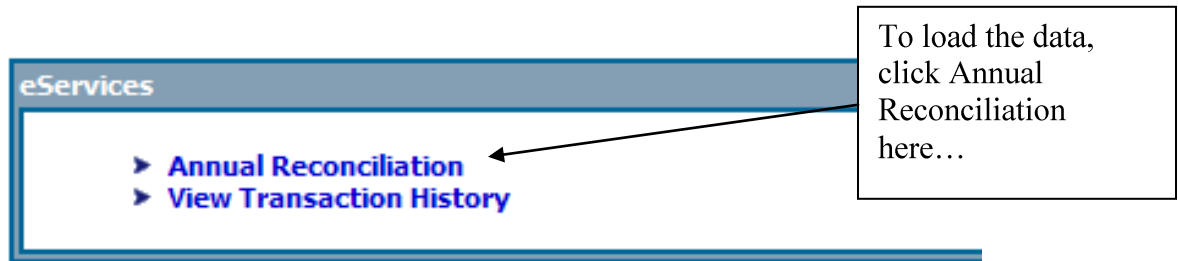 eServices
Annual Reconciliation
View Transaction History
To load the data,
click Annual
Reconciliation
here…